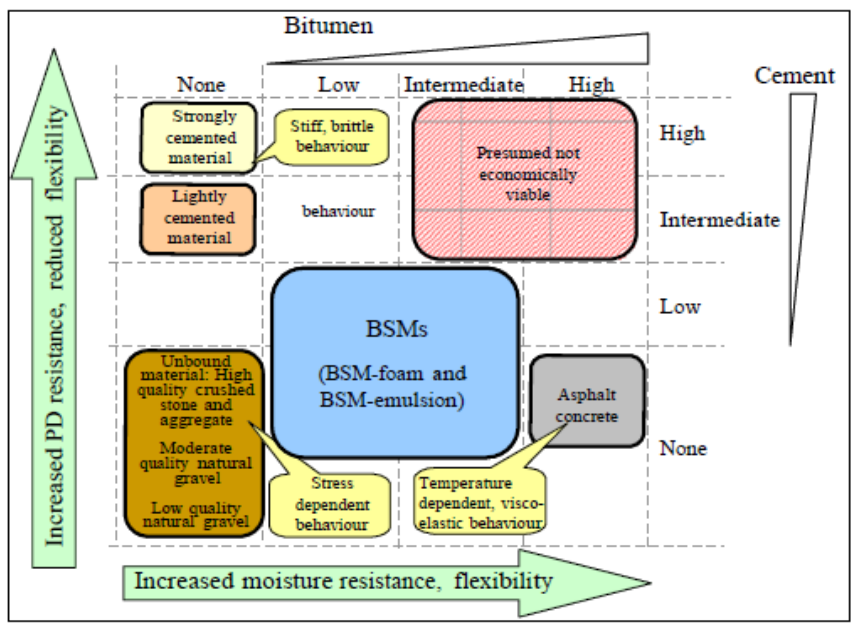 Bitumen
Cement
None
Low
Intermediate
High
Strongly
cemented
material
Stiff, brittle
behaviour
Presumed not
economically
viable
High
Lightly
cemented
material
behaviour
Intermediate
BSMs
(BSM-foam and
BSM-emulsion)
Low
Unbound
material: High
quality crushed
stone and
aggregate
Moderate
quality natural
gravel
Low quality
natural gravel
Asphalt
concrete
None
Stress
dependent
behaviour
Temperature
dependent, visco-
elastic behaviour
Increased PD resistance, reduced flexibility
Increased moisture resistance, flexibility